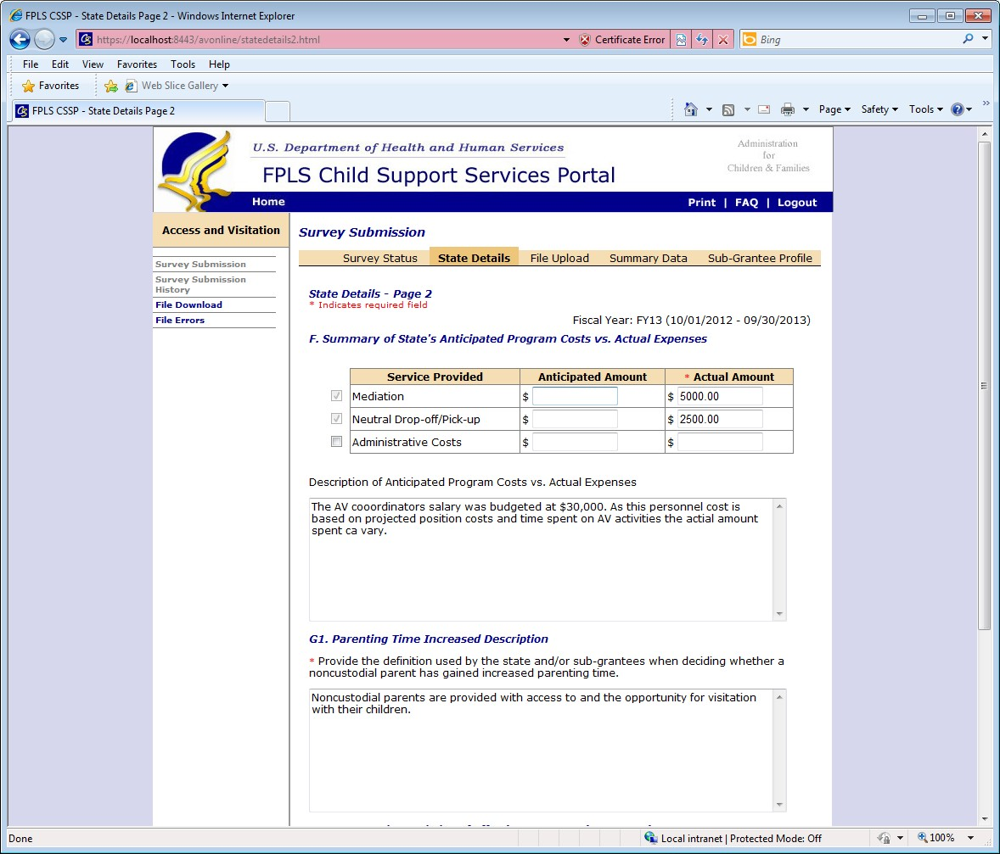 FPLS CSSP - State Details Page 2 - Windows Internet Explorer
https://localhost:8443/avonline/statedetails2.html Certificate Error Bing
File Edit View Favorites Tools Help
Favorites Web Slice Gallery
FPLS CSSP - State Details Page 2 Page Safety Tools
U.S. Department of Health and Human Services
Administration
for
Children & Families
FPLS Child Support Services Portal
Home Print | FAQ | Logout
Access and Visitation
Survey Submission
Survey Submission
History
File Download
File Errors
Survey Submission
Survey Status State Details File Upload Summary Data Sub-Grantee Profile
State Details - Page 2
* Indicates required field
Fiscal Year: FY13 (10/01/2012 - 09/30/2013)
F. Summary of State's Anticipated Program Costs vs. Actual Expenses
Service Provided Anticipated Amount * Actual Amount
Mediation $ $ 5000.00
Neutral Drop-off/Pick-up $ $ 2500.00
Administrative Costs $ $
Description of Anticipated Program Costs vs. Actual Expenses
The AV cooordinators salary was budgeted at $30,000. As this personnel cost is
based on projected position costs and time spent on AV activities the actial amount
spent ca vary.
G1. Parenting Time Increased Description
* Provide the definition used by the state and/or sub-grantees when deciding whether a
noncustodial parent has gained increased parenting time.
Noncustodial parents are provided with access to and the opportunity for visitation
with their children.
Done Local intranet | Protected Mode: Off 100%